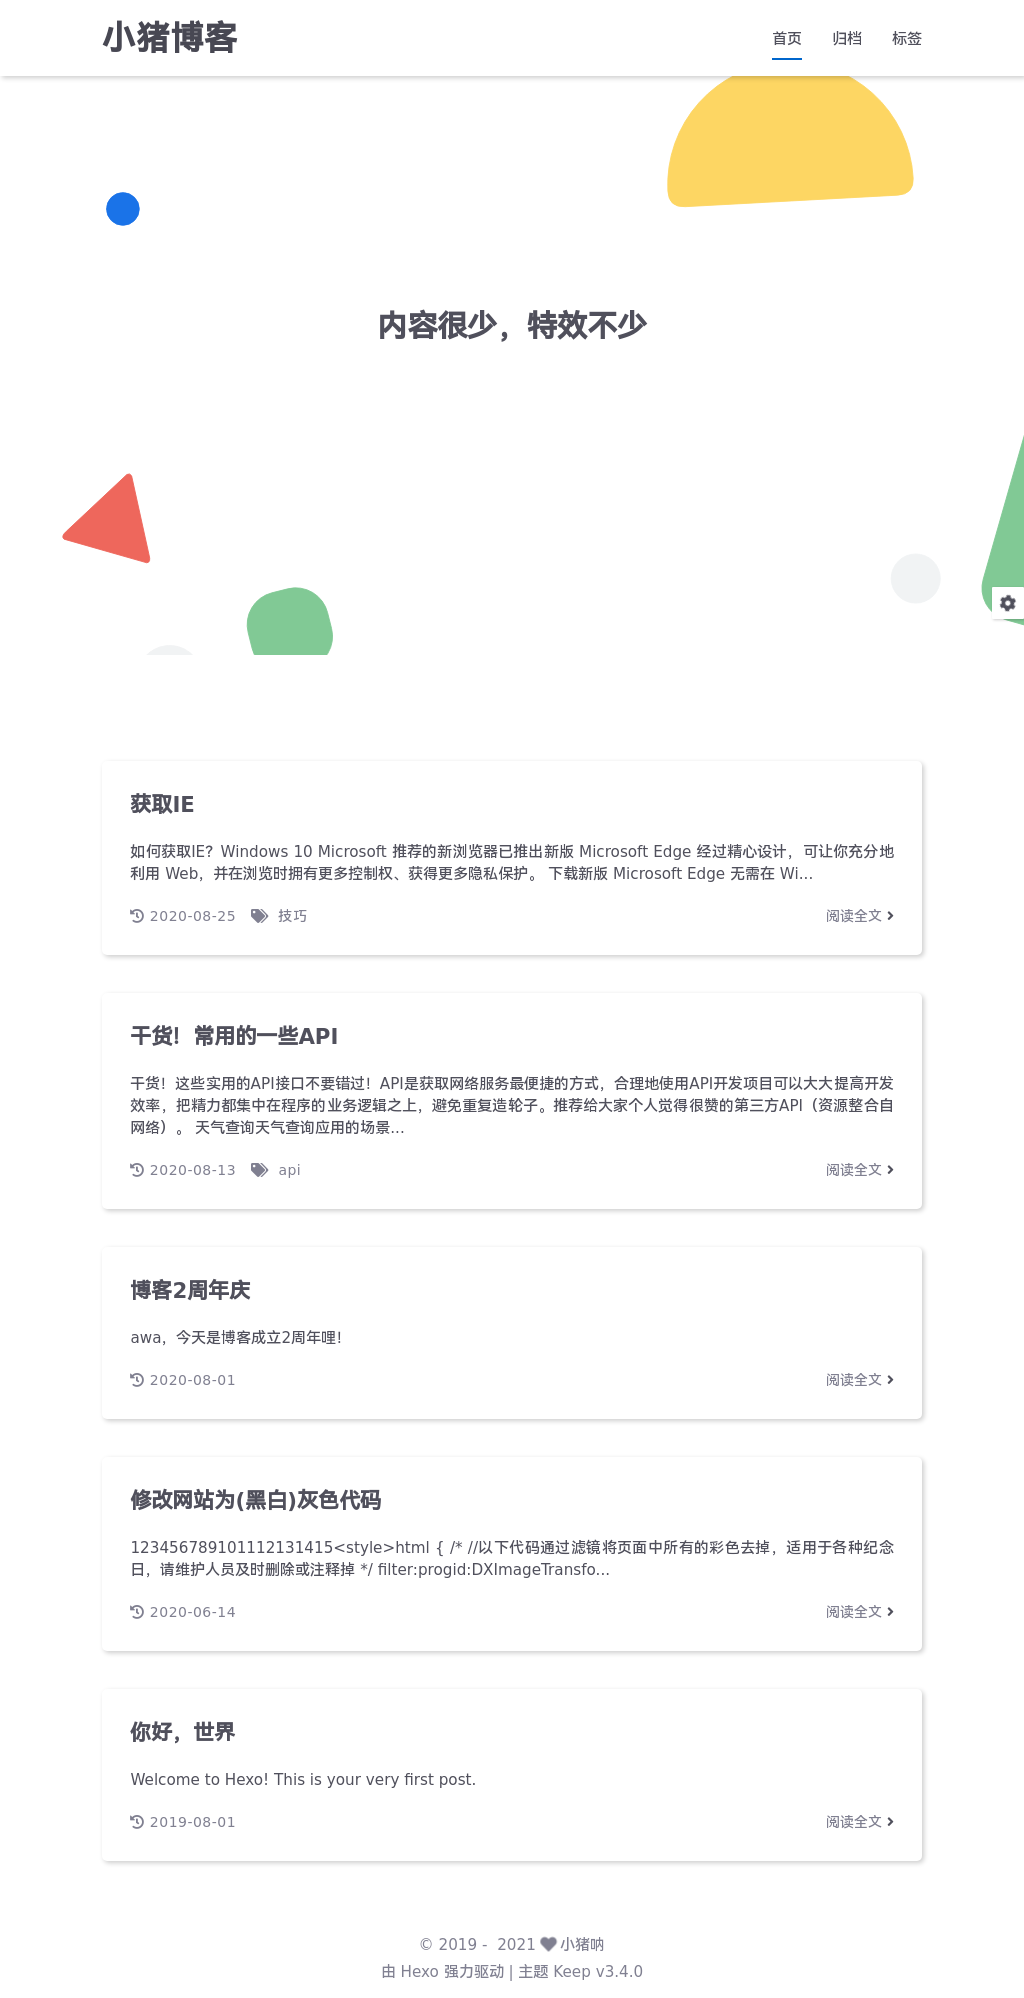 小猪博客
首页 归档 标签
内容很少，特效不少
获取IE
如何获取IE？Windows 10 Microsoft 推荐的新浏览器已推出新版 Microsoft Edge 经过精心设计，可让你充分地
利用 Web，并在浏览时拥有更多控制权、获得更多隐私保护。 下载新版 Microsoft Edge 无需在 Wi...
2020-08-25 技巧 阅读全文
干货！常用的一些API
干货！这些实用的API接口不要错过！API是获取网络服务最便捷的方式，合理地使用API开发项目可以大大提高开发
效率，把精力都集中在程序的业务逻辑之上，避免重复造轮子。推荐给大家个人觉得很赞的第三方API（资源整合自
网络）。 天气查询天气查询应用的场景...
2020-08-13 api 阅读全文
博客2周年庆
awa，今天是博客成立2周年哩！
2020-08-01 阅读全文
修改网站为(黑白)灰色代码
123456789101112131415<style>html { /* //以下代码通过滤镜将页面中所有的彩色去掉，适用于各种纪念
日，请维护人员及时删除或注释掉 */ filter:progid:DXImageTransfo...
2020-06-14 阅读全文
你好，世界
Welcome to Hexo! This is your very first post.
2019-08-01 阅读全文
© 2019 - 2021 小猪呐
由 Hexo 强力驱动 | 主题 Keep v3.4.0